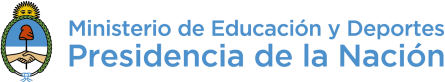 Ministerio de Educación y Deportes
Presidencia de la Nación